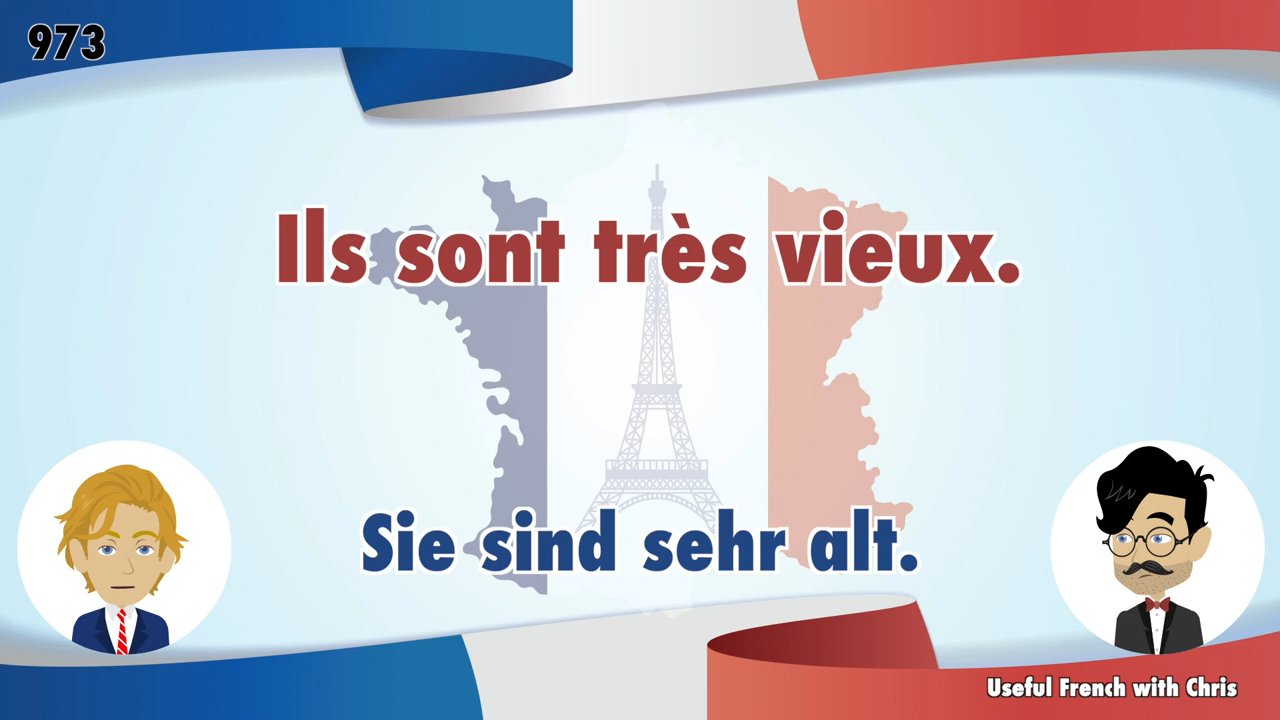 973
Ils sont très vieux.
Sie sind sehr alt.
Useful French with Chris